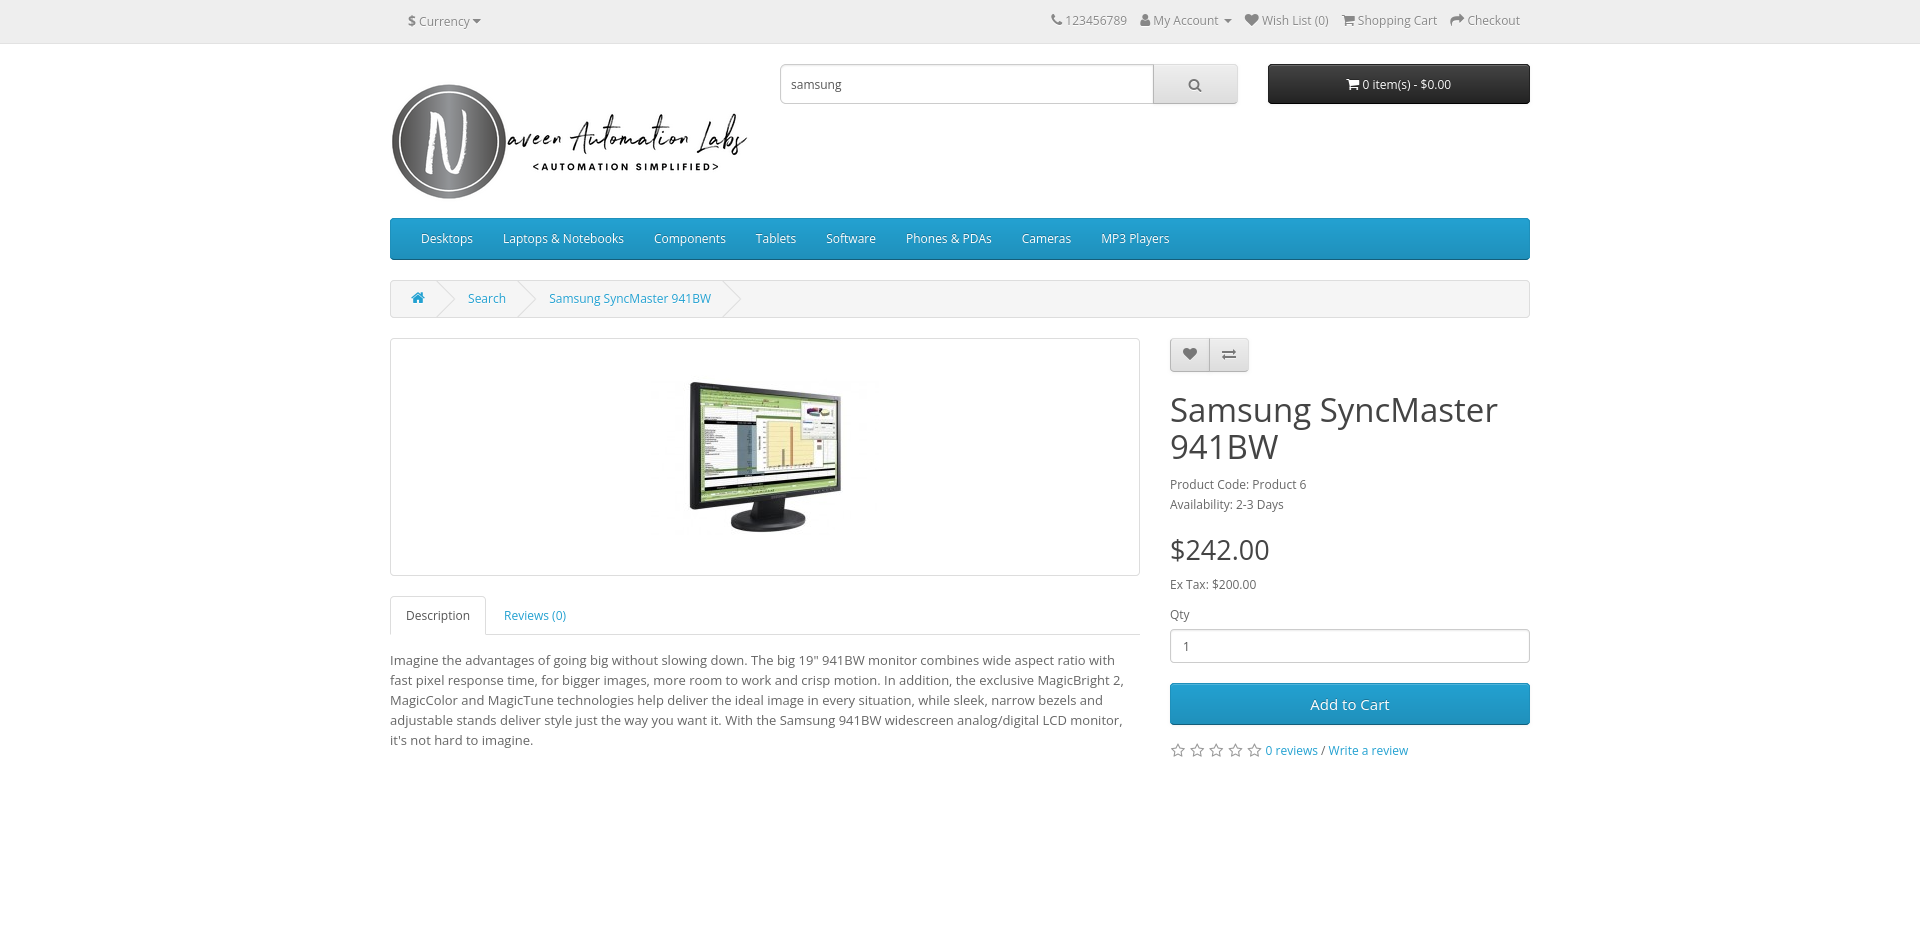 $ Currency
123456789 My Account Wish List (0) Shopping Cart Checkout
samsung
0 item(s) - $0.00
N aveen Automation Labs
<AUTOMATION SIMPLIFIED>
Desktops Laptops & Notebooks Components Tablets Software Phones & PDAs Cameras MP3 Players
Search Samsung SyncMaster 941BW
Samsung SyncMaster
941BW
Product Code: Product 6
Availability: 2-3 Days
$242.00
Ex Tax: $200.00
Qty
1
Add to Cart
0 reviews / Write a review
Description Reviews (0)
Imagine the advantages of going big without slowing down. The big 19" 941BW monitor combines wide aspect ratio with
fast pixel response time, for bigger images, more room to work and crisp motion. In addition, the exclusive MagicBright 2,
MagicColor and MagicTune technologies help deliver the ideal image in every situation, while sleek, narrow bezels and
adjustable stands deliver style just the way you want it. With the Samsung 941BW widescreen analog/digital LCD monitor,
it's not hard to imagine.